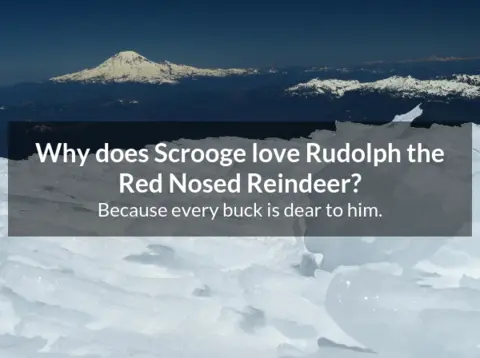 Why does Scrooge love Rudolph the
Red Nosed Reindeer?
Because every buck is dear to him.